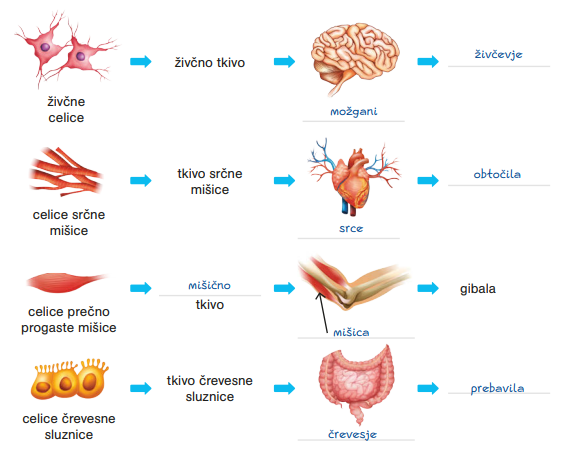 živčne
celice
živčno tkivo
možgani
živčevje
celice srčne
mišice
tkivo srčne
mišice
srce
obtočila
celice prečno
progaste mišice
mišično
tkivo
mišica
gibala
celice črevesne
sluznice
tkivo črevesne
sluznice
črevesje
prebavila